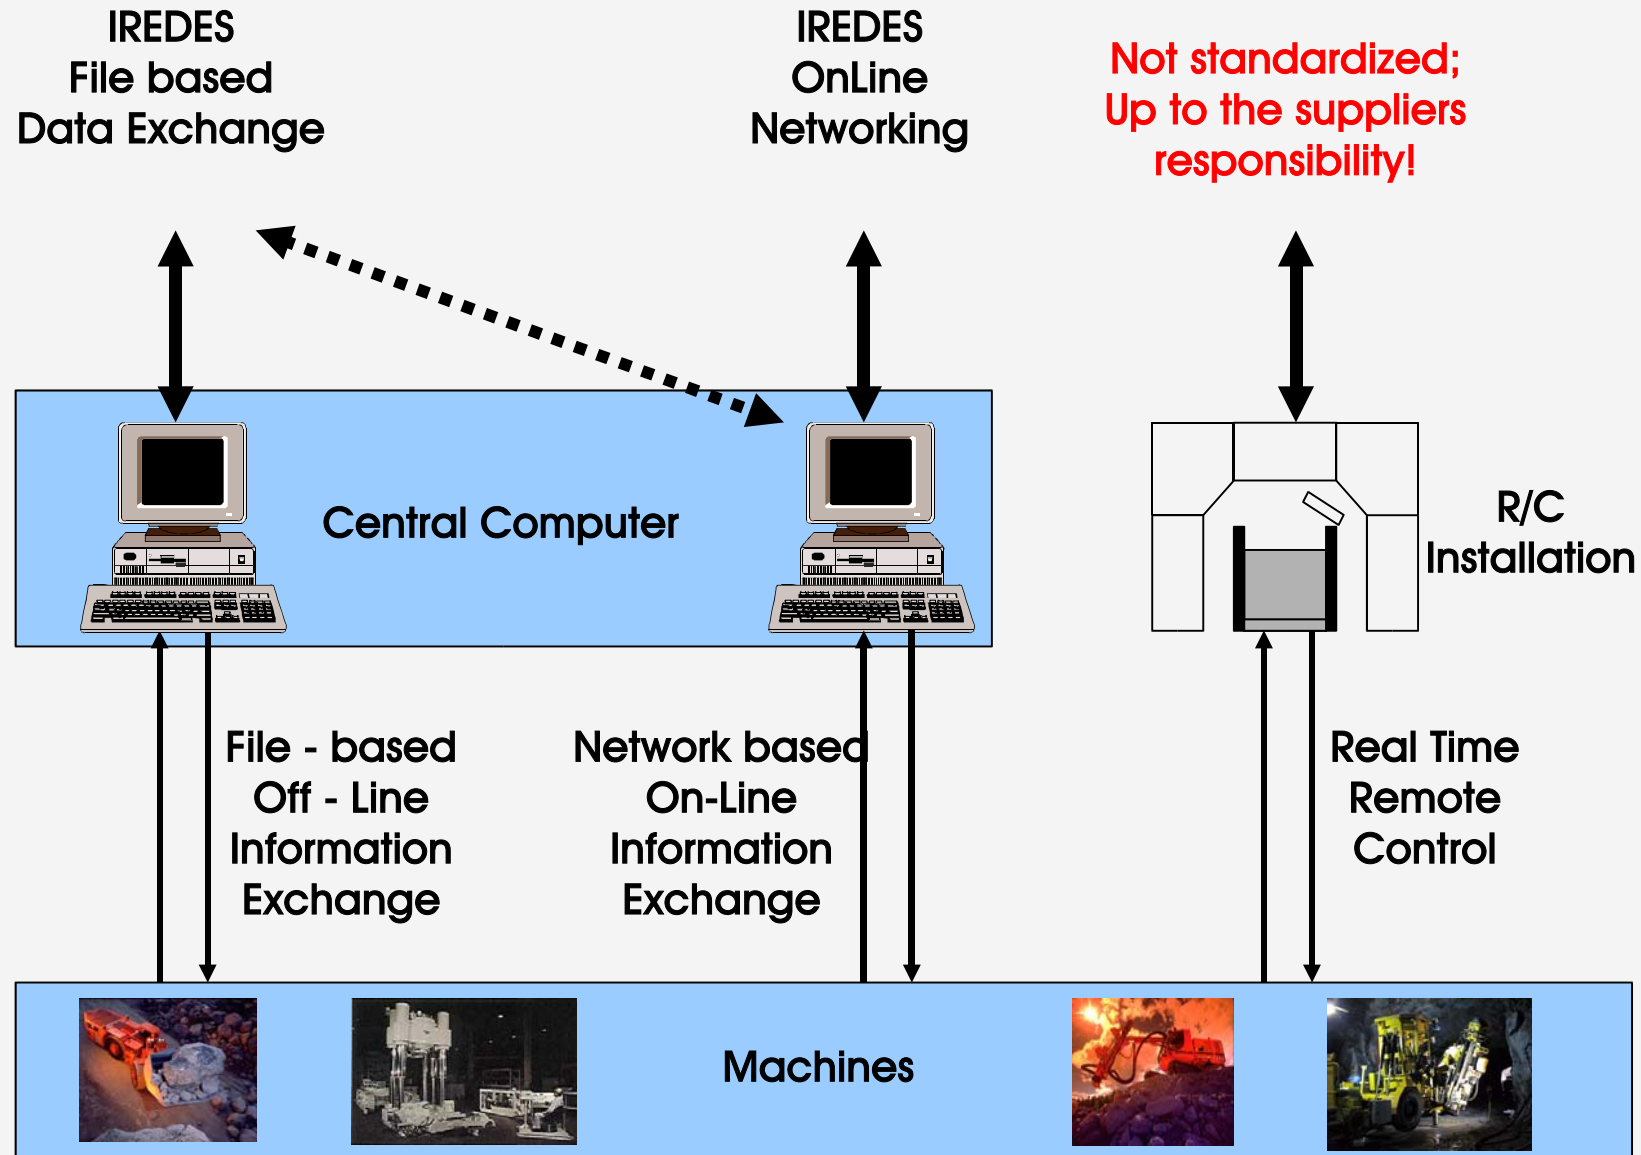 IREDES
File based
Data Exchange
IREDES
OnLine
Networking
Not standardized;
Up to the suppliers
responsibility!
Central Computer
R/C
Installation
File - based
Off - Line
Information
Exchange
Network based
On-Line
Information
Exchange
Real Time
Remote
Control
Machines